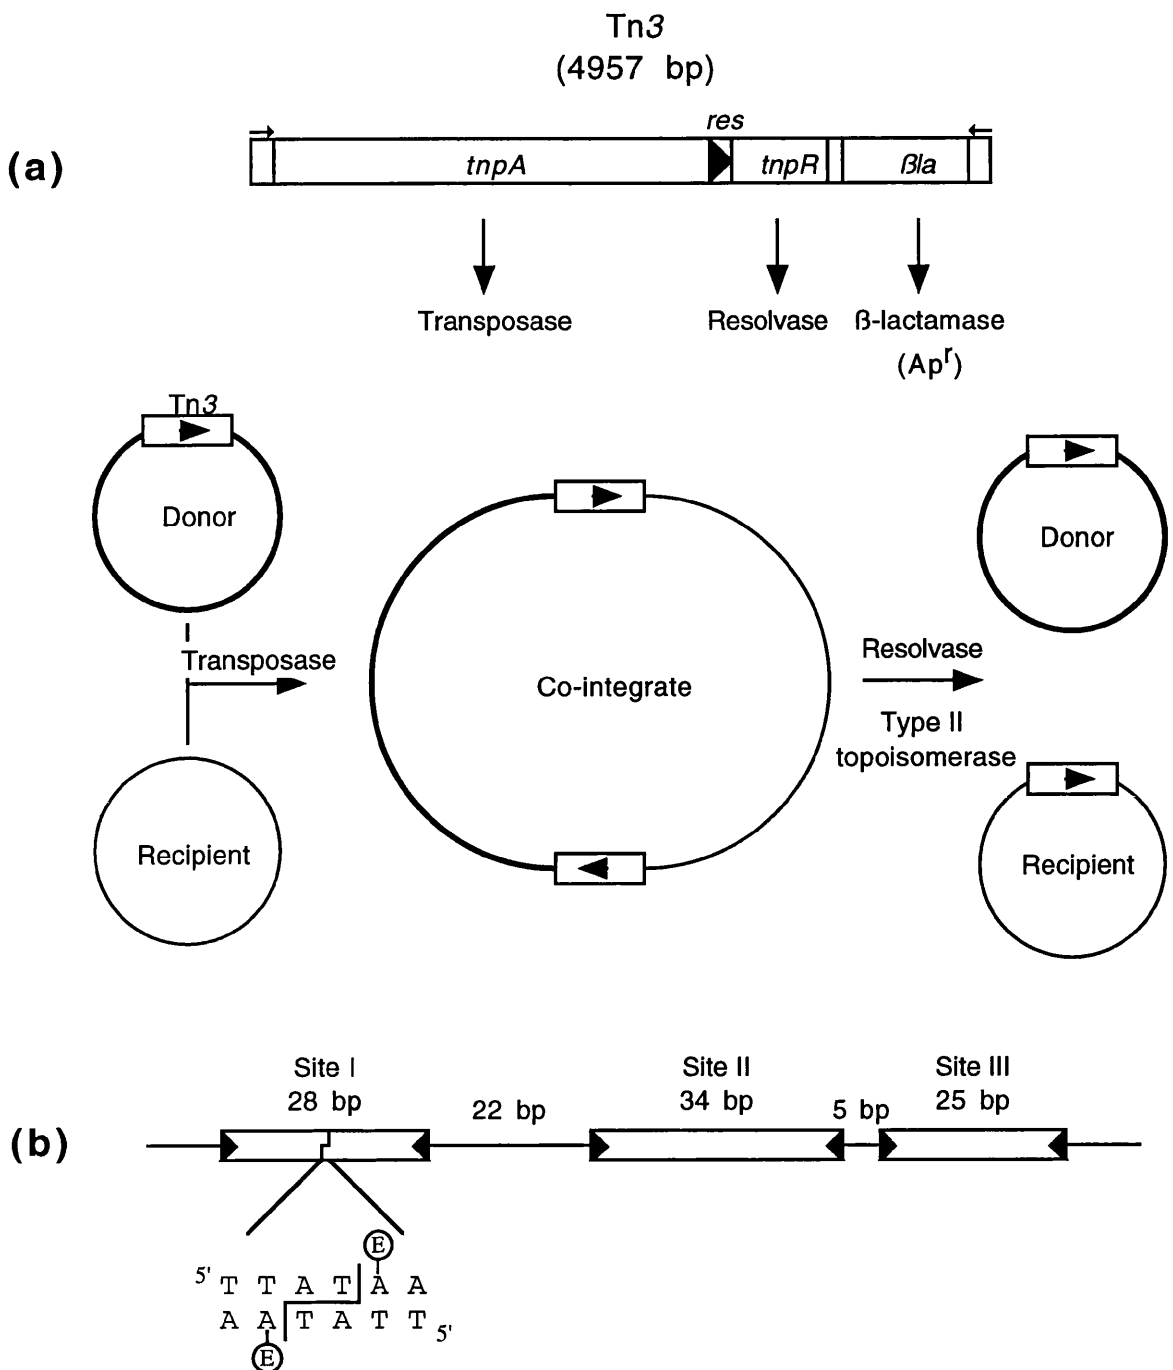 Tn3
(4957 bp)
res
(a)
tnpA
tnpR
βla
Transposase
Resolvase
β-lactamase
(Apʳ)
Tn3
Donor
Transposase
Recipient
Co-integrate
Resolvase
Type II
topoisomerase
Donor
Recipient
Site I
28 bp
22 bp
Site II
34 bp
5 bp
Site III
25 bp
(b)
E
5' T T A T A A
A A T A T T 5'
E